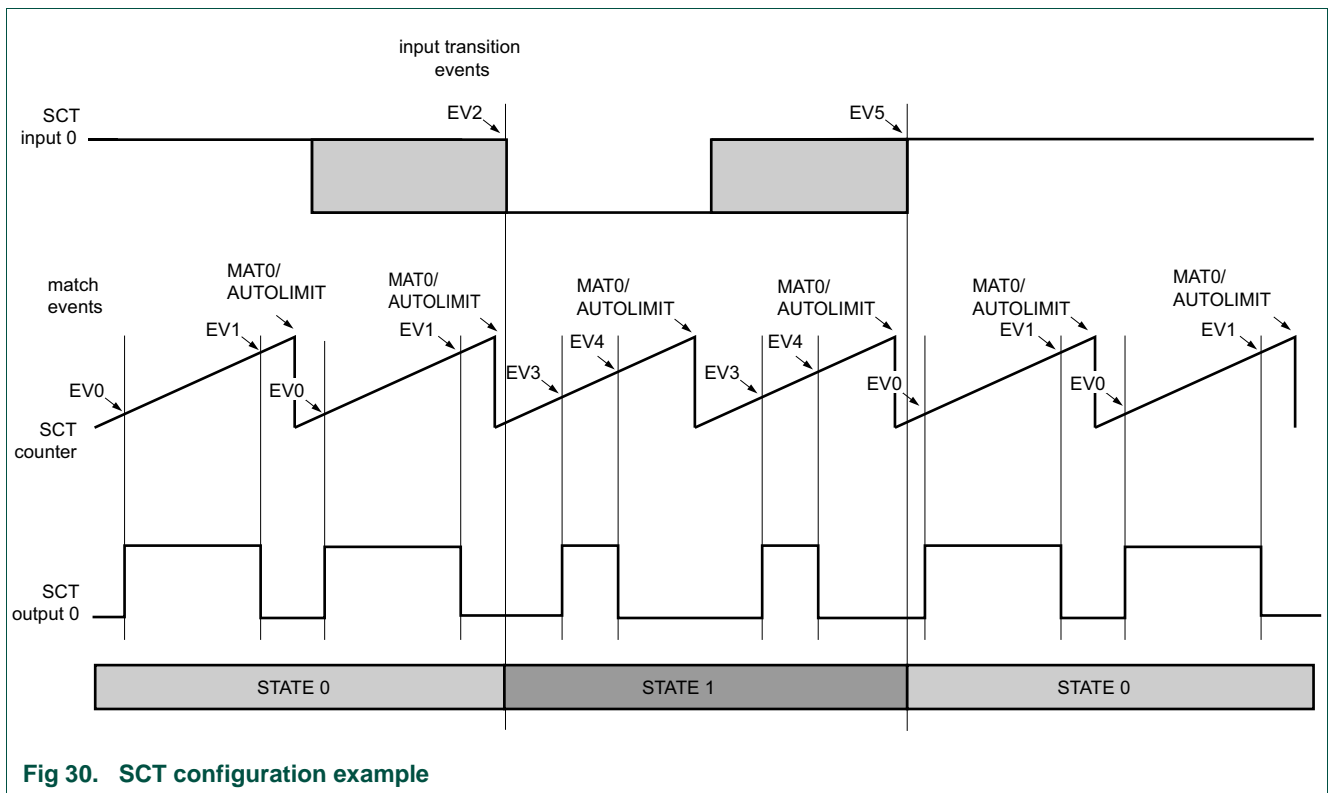 input transition
events
SCT
input 0
EV2
EV5
match
events
MAT0/
AUTOLIMIT
MAT0/
AUTOLIMIT
MAT0/
AUTOLIMIT
MAT0/
AUTOLIMIT
MAT0/
AUTOLIMIT
MAT0/
AUTOLIMIT
EV0
EV1
EV0
EV1
EV3
EV4
EV3
EV4
EV0
EV1
EV0
EV1
SCT
counter
SCT
output 0
STATE 0
STATE 1
STATE 0
Fig 30. SCT configuration example